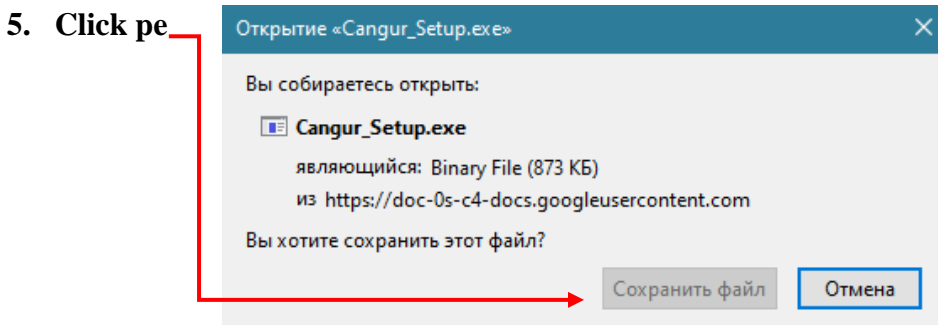 5. Click pe
Открытие «Cangur_Setup.exe»
Вы собираетесь открыть:
Cangur_Setup.exe
являющийся: Binary File (873 КБ)
из https://doc-0s-c4-docs.googleusercontent.com
Вы хотите сохранить этот файл?
Сохранить файл Отмена